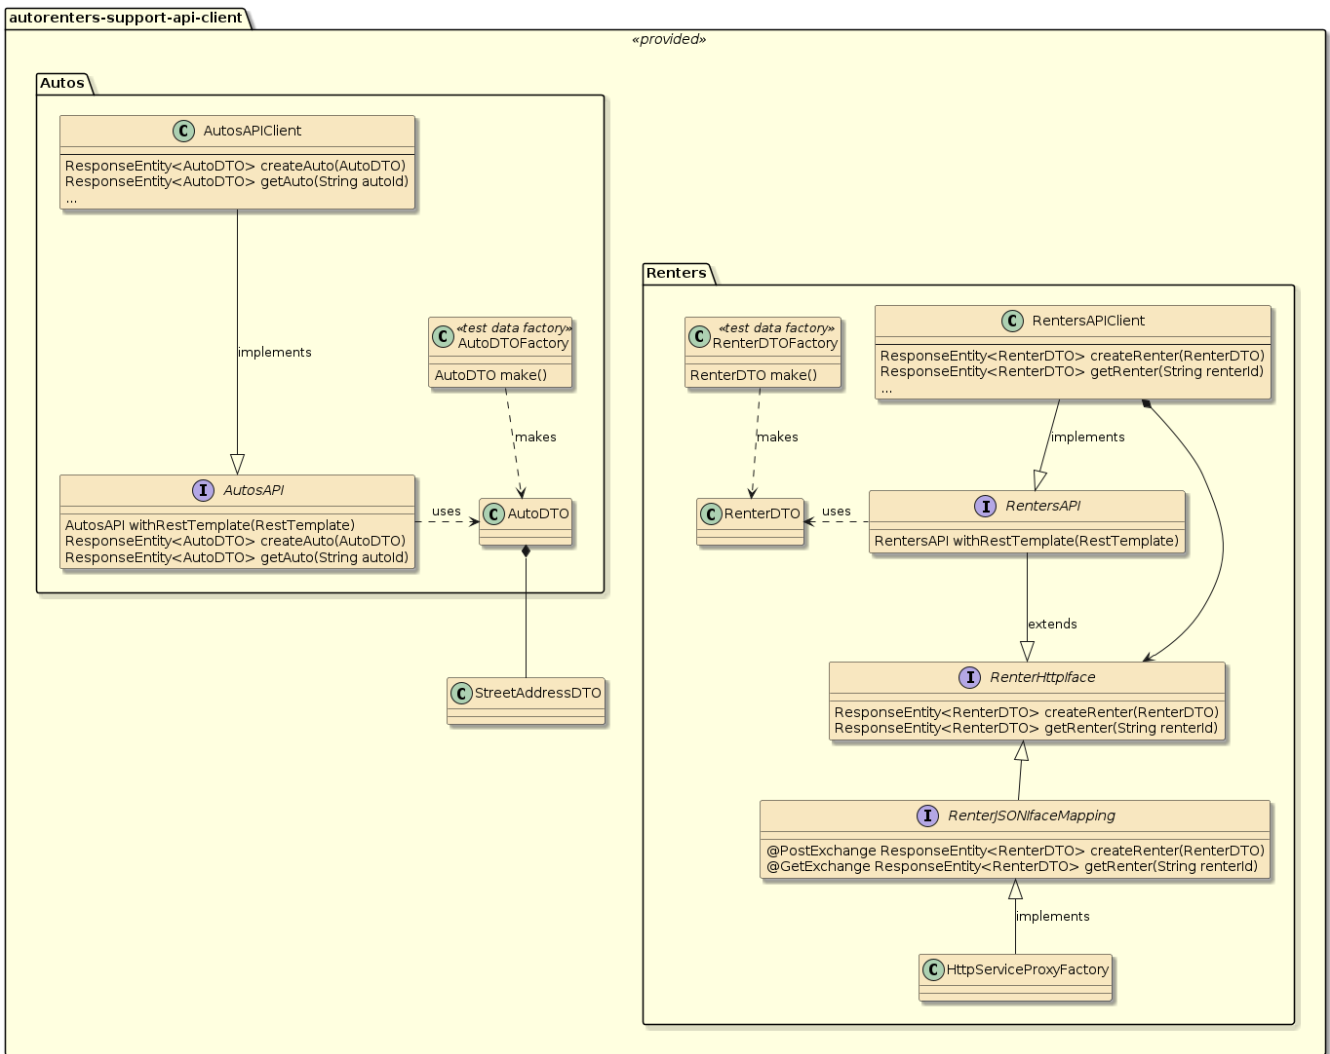 autorenters-support-api-client
«provided»
Autos
C AutosAPIClient
ResponseEntity<AutoDTO> createAuto(AutoDTO)
ResponseEntity<AutoDTO> getAuto(String autoId)
...
implements
C «test data factory»
AutoDTOFactory
AutoDTO make()
makes
I AutosAPI
AutosAPI withRestTemplate(RestTemplate)
ResponseEntity<AutoDTO> createAuto(AutoDTO)
ResponseEntity<AutoDTO> getAuto(String autoId)
uses
C AutoDTO
C StreetAddressDTO
Renters
C «test data factory»
RenterDTOFactory
RenterDTO make()
makes
C RentersAPIClient
ResponseEntity<RenterDTO> createRenter(RenterDTO)
ResponseEntity<RenterDTO> getRenter(String renterId)
...
implements
C RenterDTO
uses
I RentersAPI
RentersAPI withRestTemplate(RestTemplate)
extends
I RenterHttpIface
ResponseEntity<RenterDTO> createRenter(RenterDTO)
ResponseEntity<RenterDTO> getRenter(String renterId)
I RenterJSONIfaceMapping
@PostExchange ResponseEntity<RenterDTO> createRenter(RenterDTO)
@GetExchange ResponseEntity<RenterDTO> getRenter(String renterId)
implements
C HttpServiceProxyFactory